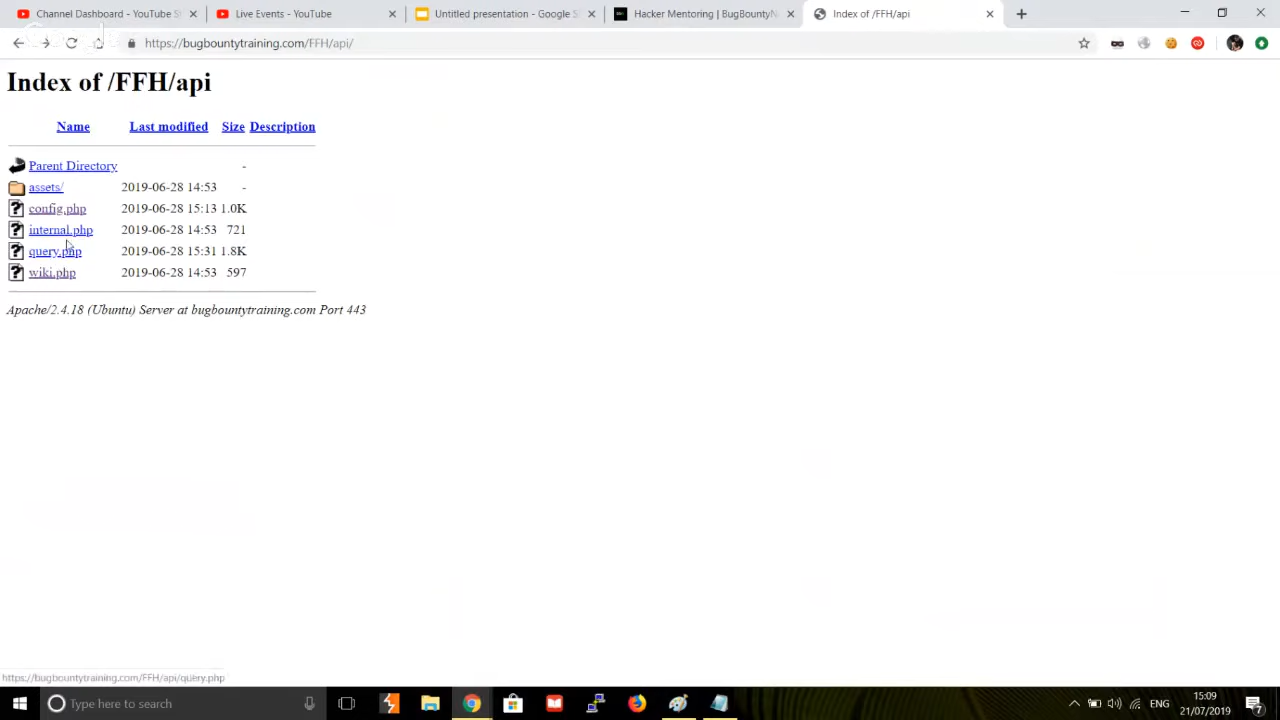 Channel Dashboard - YouTube S
Live Events - YouTube
Untitled presentation - Google S
Hacker Mentoring | BugBountyN
Index of /FFH/api
https://bugbountytraining.com/FFH/api/
Index of /FFH/api
Name Last modified Size Description
Parent Directory -
assets/ 2019-06-28 14:53 -
config.php 2019-06-28 15:13 1.0K
internal.php 2019-06-28 14:53 721
query.php 2019-06-28 15:31 1.8K
wiki.php 2019-06-28 14:53 597
Apache/2.4.18 (Ubuntu) Server at bugbountytraining.com Port 443
https://bugbountytraining.com/FFH/api/query.php
Type here to search
ENG
15:09
21/07/2019
7